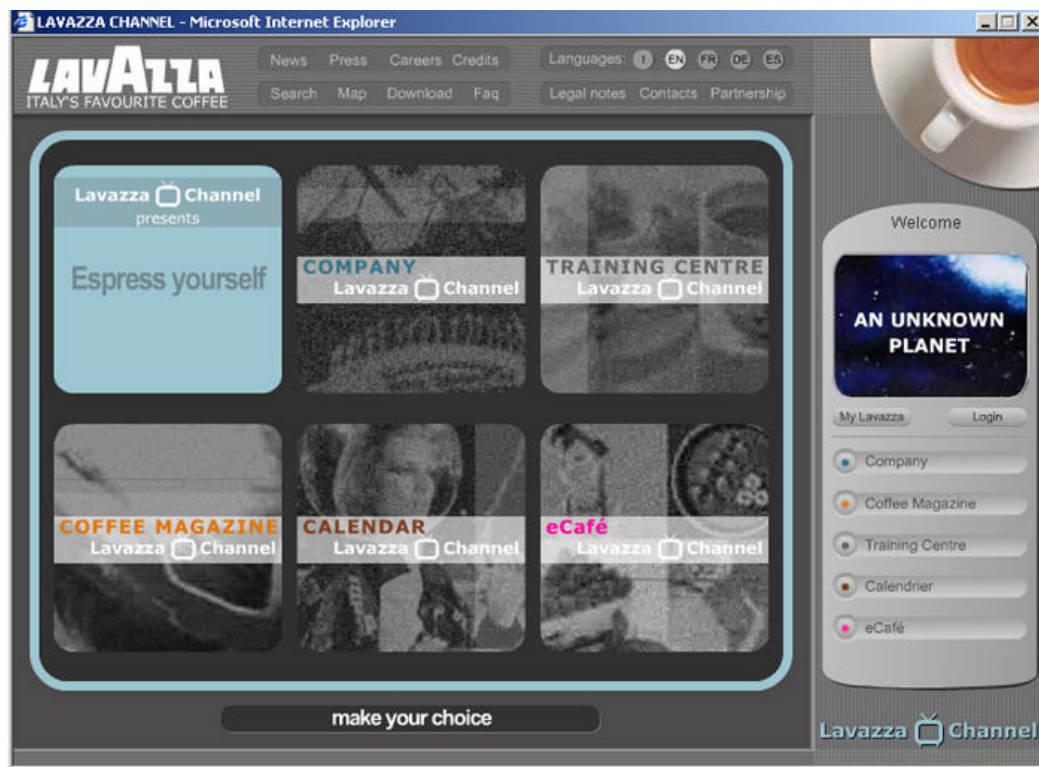 LAVAZZA CHANNEL - Microsoft Internet Explorer
LAVAZZA
ITALY'S FAVOURITE COFFEE
News Press Careers Credits
Search Map Download Faq
Languages: I EN FR DE ES
Legal notes Contacts Partnership
Lavazza Channel
presents
Espress yourself
COMPANY
Lavazza Channel
TRAINING CENTRE
Lavazza Channel
COFFEE MAGAZINE
Lavazza Channel
CALENDAR
Lavazza Channel
eCafé
Lavazza Channel
make your choice
Welcome
AN UNKNOWN
PLANET
My Lavazza Login
Company
Coffee Magazine
Training Centre
Calendrier
eCafé
Lavazza Channel